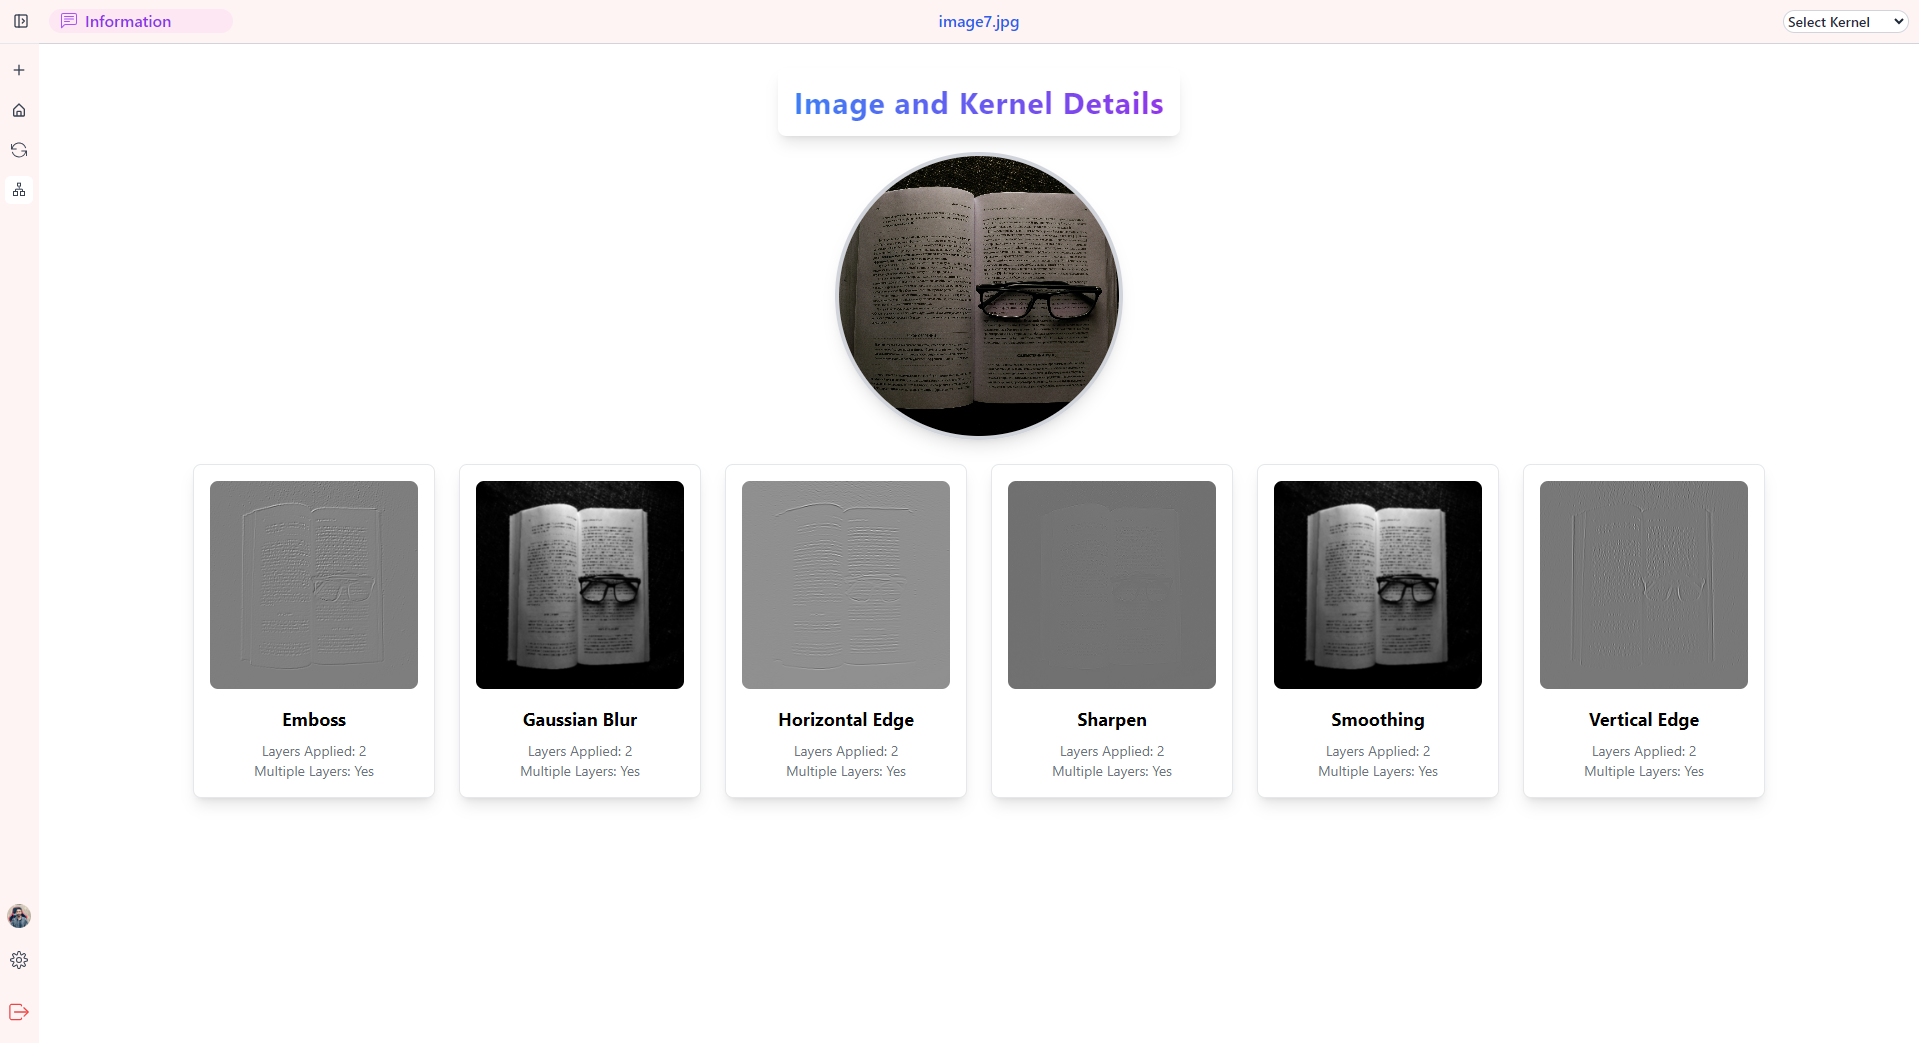 Information
image7.jpg
Select Kernel
Image and Kernel Details
Emboss
Layers Applied: 2
Multiple Layers: Yes
Gaussian Blur
Layers Applied: 2
Multiple Layers: Yes
Horizontal Edge
Layers Applied: 2
Multiple Layers: Yes
Sharpen
Layers Applied: 2
Multiple Layers: Yes
Smoothing
Layers Applied: 2
Multiple Layers: Yes
Vertical Edge
Layers Applied: 2
Multiple Layers: Yes